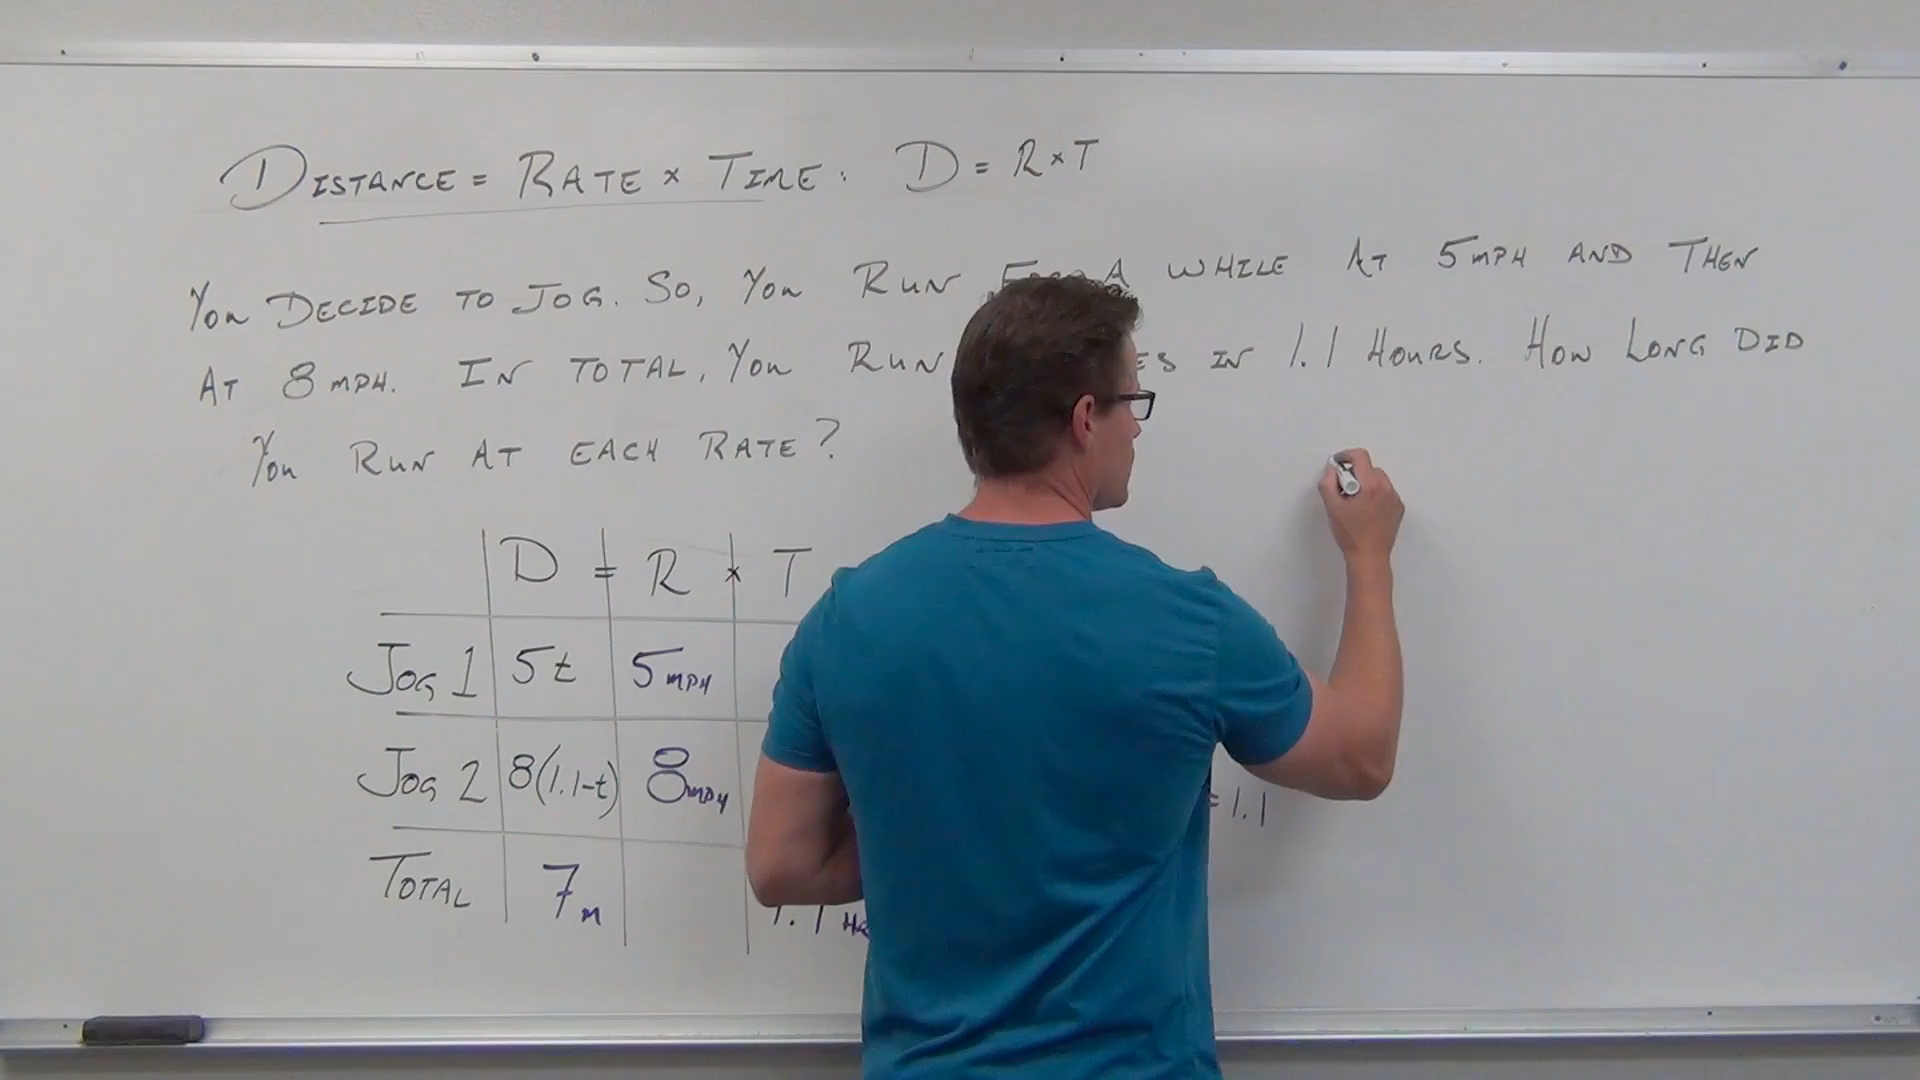 DISTANCE = RATE × TIME: D = R×T
YOU DECIDE TO JOG. SO, YOU RUN FOR A WHILE AT 5MPH AND THEN
AT 8MPH. IN TOTAL, YOU RUN ES IN 1.1 HOURS. HOW LONG DID
YOU RUN AT EACH RATE?
D = R × T
JOG 1 5t 5MPH
JOG 2 8(1.1-t) 8MPH = 1.1
TOTAL 7m 1.1 HR